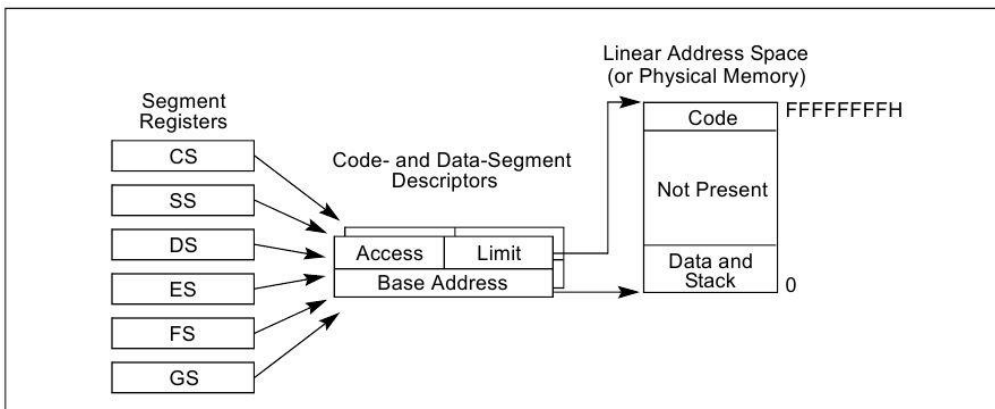 Linear Address Space
(or Physical Memory)
Segment
Registers
CS
SS
DS
ES
FS
GS
Code- and Data-Segment
Descriptors
Access
Limit
Base Address
Code
FFFFFFFFH
Not Present
Data and
Stack
0